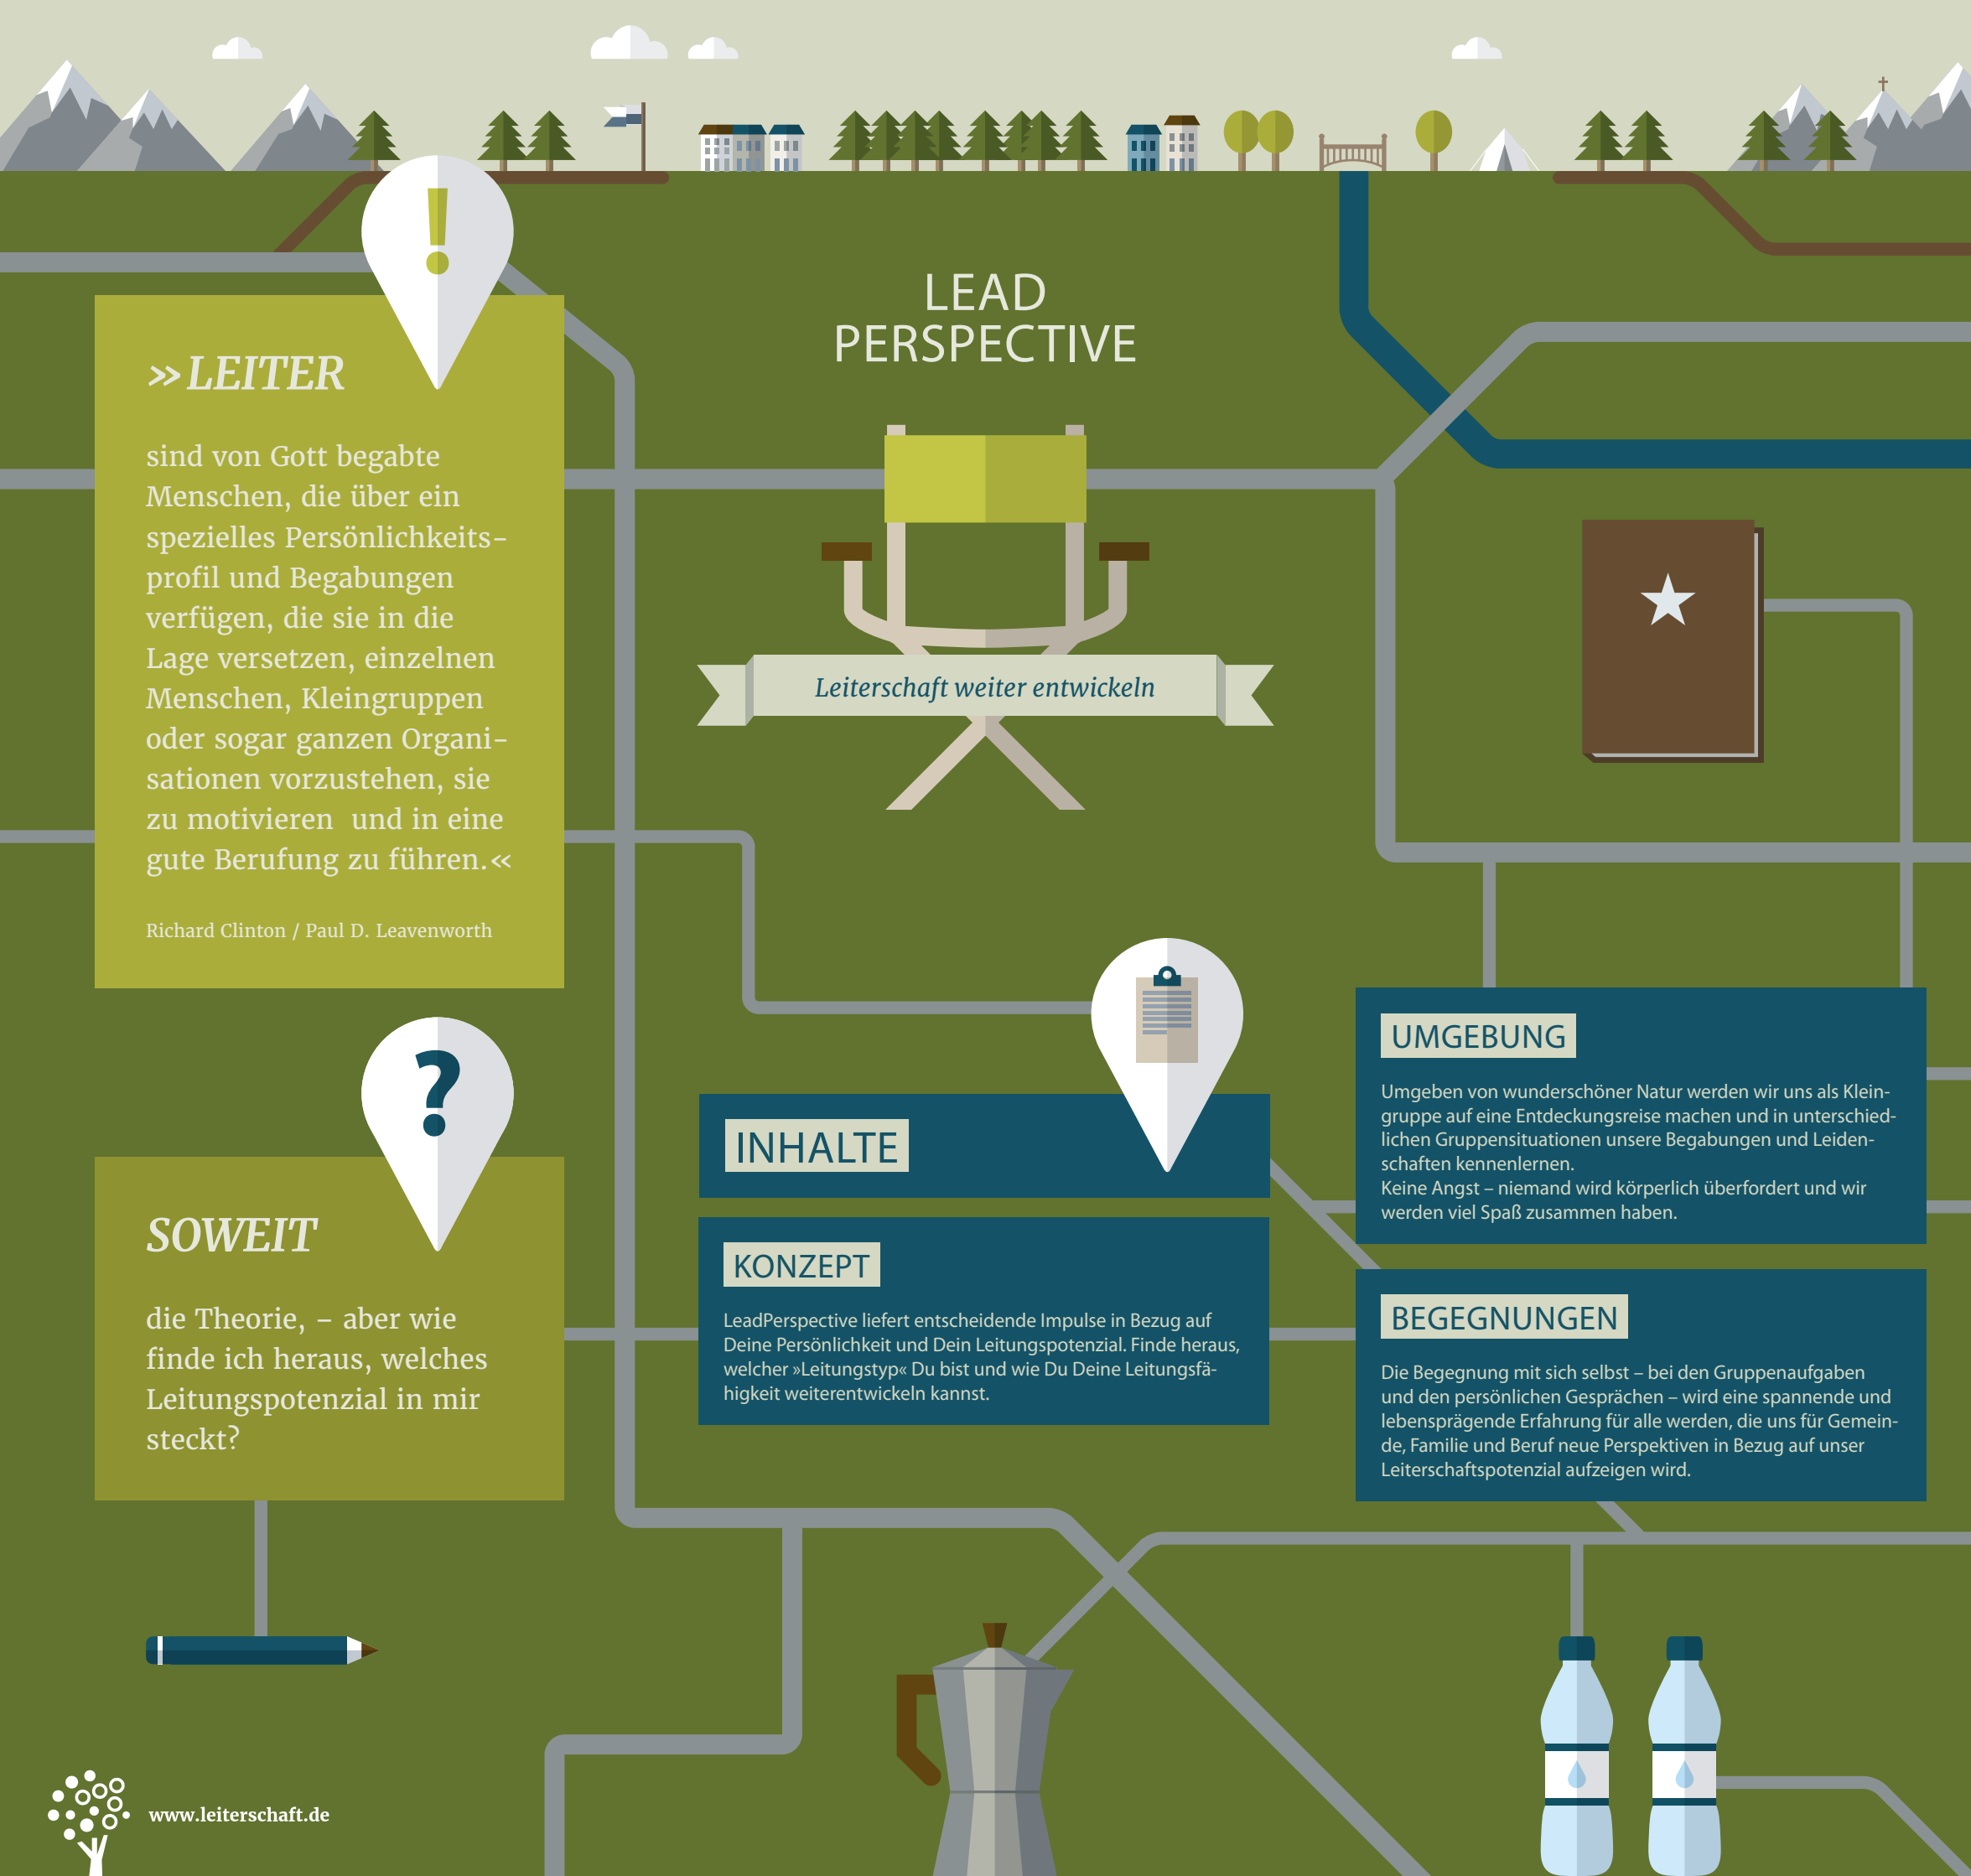 LEAD
PERSPECTIVE
»LEITER
sind von Gott begabte
Menschen, die über ein
spezielles Persönlichkeits-
profil und Begabungen
verfügen, die sie in die
Lage versetzen, einzelnen
Menschen, Kleingruppen
oder sogar ganzen Organi-
sationen vorzustehen, sie
zu motivieren  und in eine
gute Berufung zu führen.«
Richard Clinton / Paul D. Leavenworth
Leiterschaft weiter entwickeln
SOWEIT
die Theorie, – aber wie
finde ich heraus, welches
Leitungspotenzial in mir
steckt?
INHALTE
KONZEPT
LeadPerspective liefert entscheidende Impulse in Bezug auf
Deine Persönlichkeit und Dein Leitungspotenzial. Finde heraus,
welcher »Leitungstyp« Du bist und wie Du Deine Leitungsfä-
higkeit weiterentwickeln kannst.
UMGEBUNG
Umgeben von wunderschöner Natur werden wir uns als Klein-
gruppe auf eine Entdeckungsreise machen und in unterschied-
lichen Gruppensituationen unsere Begabungen und Leiden-
schaften kennenlernen.
Keine Angst – niemand wird körperlich überfordert und wir
werden viel Spaß zusammen haben.
BEGEGNUNGEN
Die Begegnung mit sich selbst – bei den Gruppenaufgaben
und den persönlichen Gesprächen – wird eine spannende und
lebensprägende Erfahrung für alle werden, die uns für Gemein-
de, Familie und Beruf neue Perspektiven in Bezug auf unser
Leiterschaftspotenzial aufzeigen wird.
www.leiterschaft.de